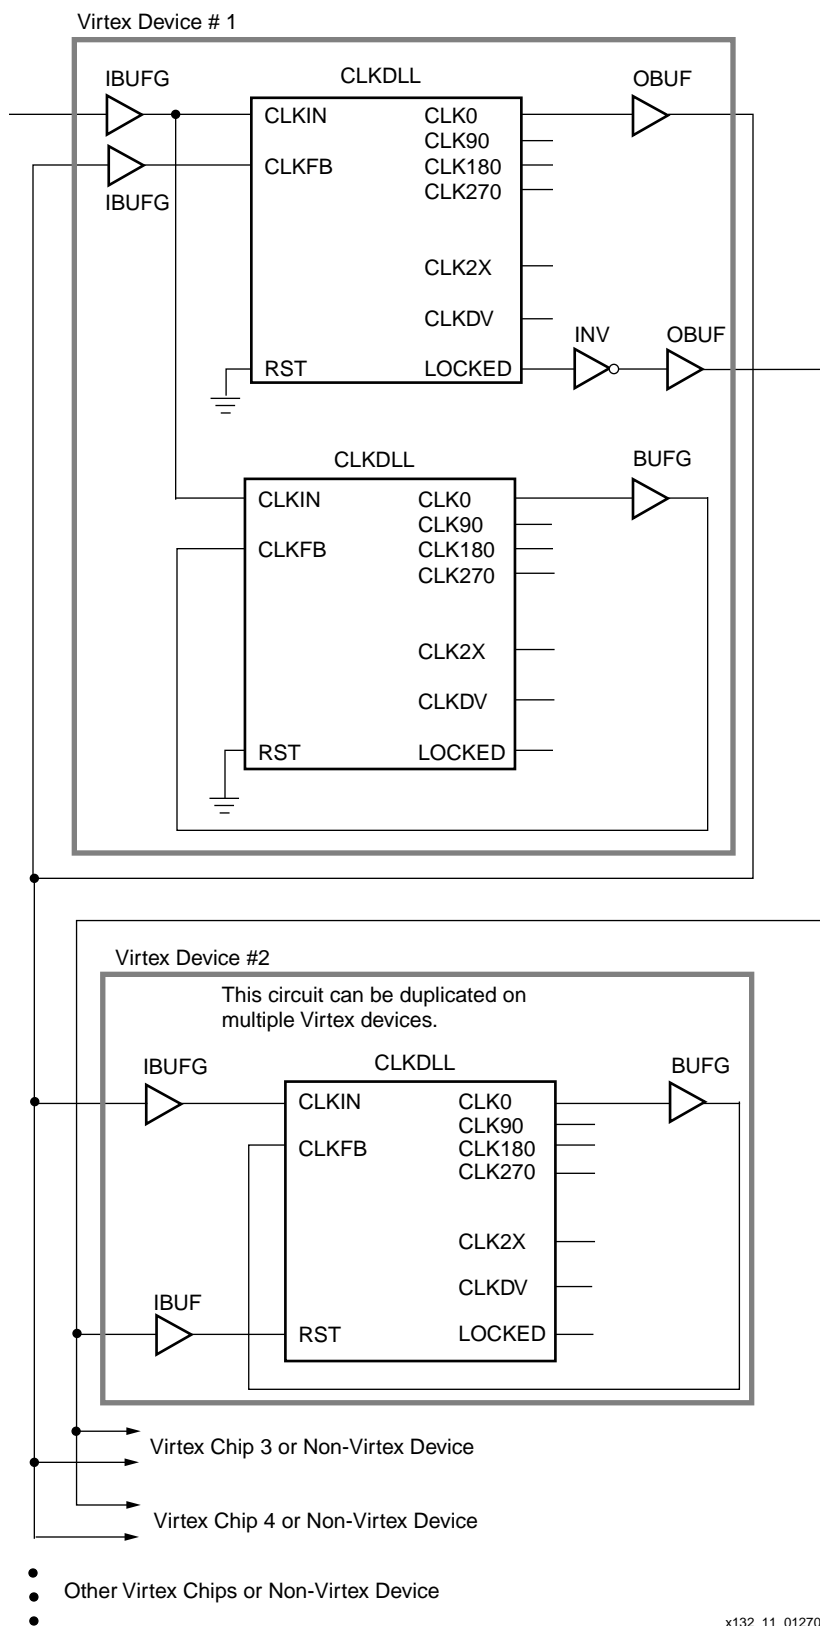 Virtex Device # 1
IBUFG
CLKDLL
OBUF
CLKIN
CLK0
CLK90
CLKFB
CLK180
IBUFG
CLK270
CLK2X
CLKDV
INV
OBUF
RST
LOCKED
CLKDLL
BUFG
CLKIN
CLK0
CLK90
CLKFB
CLK180
CLK270
CLK2X
CLKDV
RST
LOCKED
Virtex Device #2
This circuit can be duplicated on
multiple Virtex devices.
IBUFG
CLKDLL
BUFG
CLKIN
CLK0
CLK90
CLKFB
CLK180
CLK270
CLK2X
CLKDV
IBUF
RST
LOCKED
Virtex Chip 3 or Non-Virtex Device
Virtex Chip 4 or Non-Virtex Device
Other Virtex Chips or Non-Virtex Device
x132_11_01270